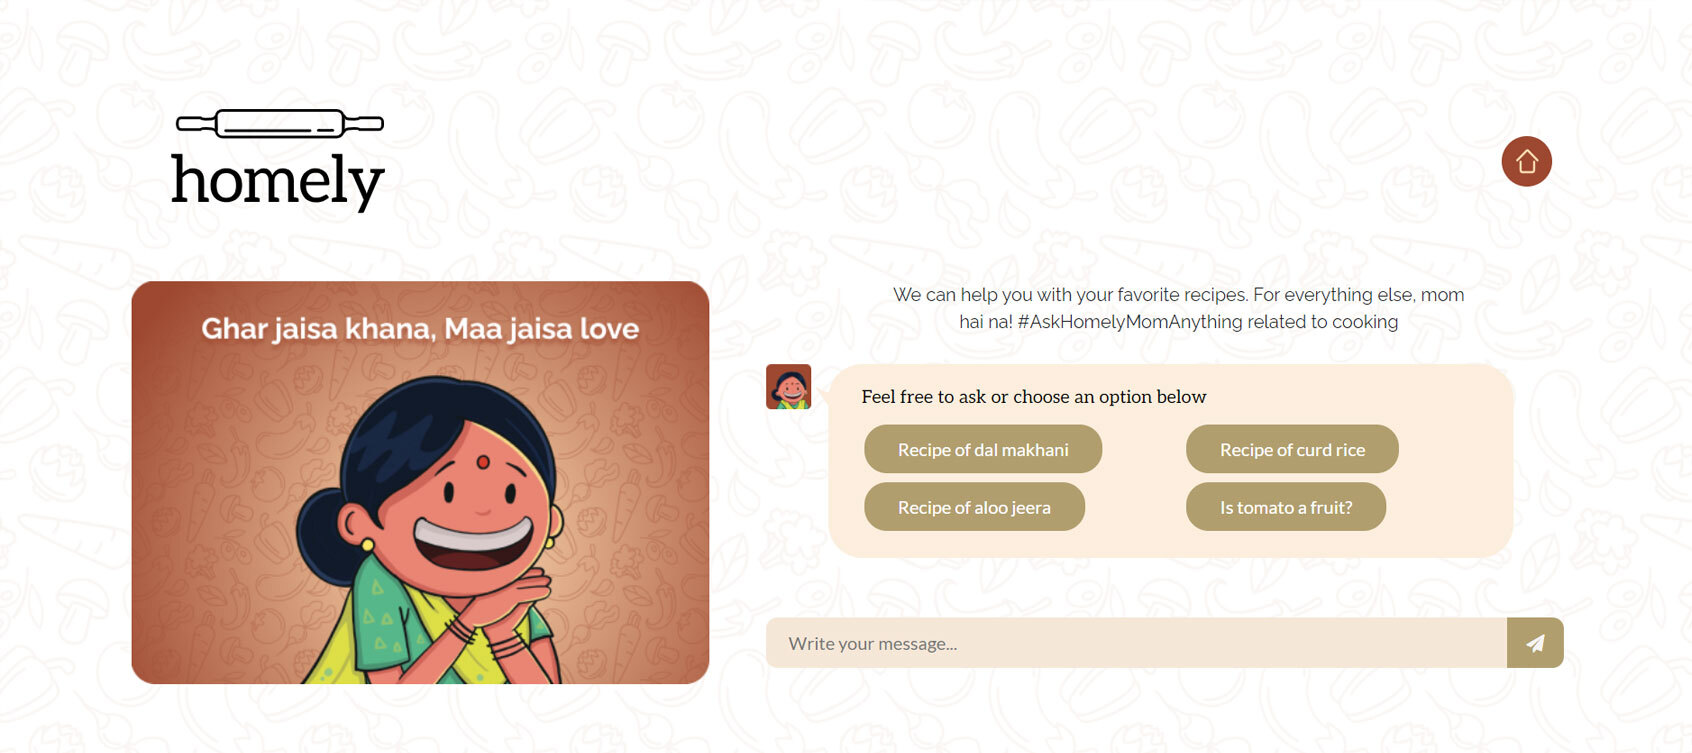 homely
Ghar jaisa khana, Maa jaisa love
We can help you with your favorite recipes. For everything else, mom
hai na! #AskHomelyMomAnything related to cooking
Feel free to ask or choose an option below
Recipe of dal makhani
Recipe of curd rice
Recipe of aloo jeera
Is tomato a fruit?
Write your message...